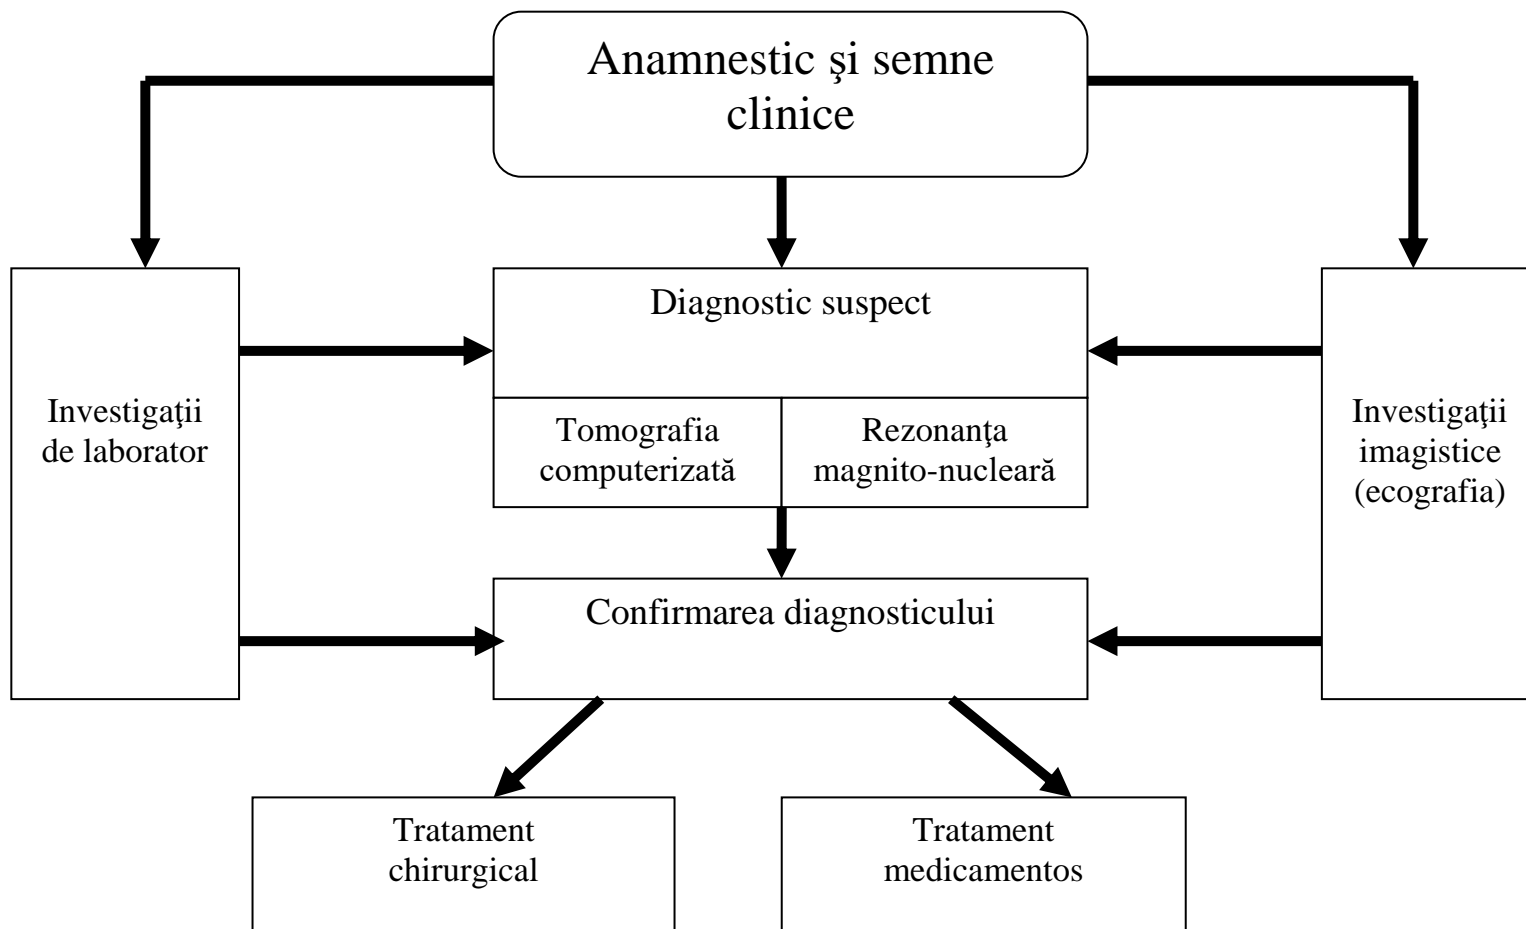 Anamnestic şi semne
clinice
Diagnostic suspect
Investigaţii
de laborator
Tomografia
computerizată
Rezonanţa
magnito-nucleară
Investigaţii
imagistice
(ecografia)
Confirmarea diagnosticului
Tratament
chirurgical
Tratament
medicamentos